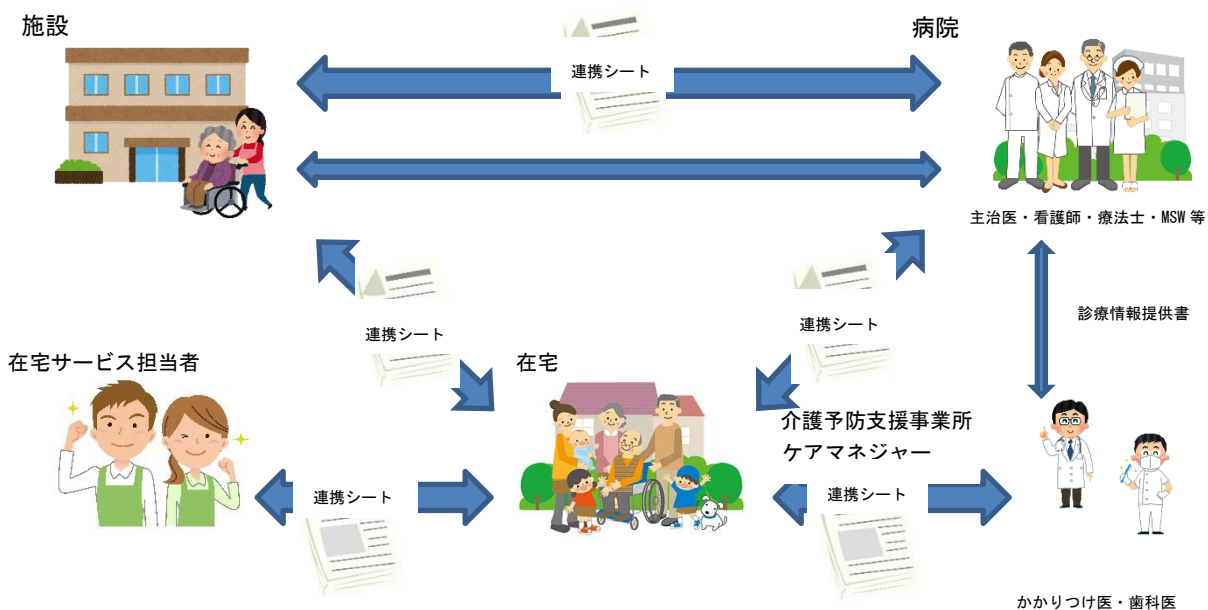 施設
病院
連携シート
主治医・看護師・療法士・MSW 等
連携シート
連携シート
診療情報提供書
在宅サービス担当者
在宅
介護予防支援事業所
ケアマネジャー
連携シート
連携シート
かかりつけ医・歯科医